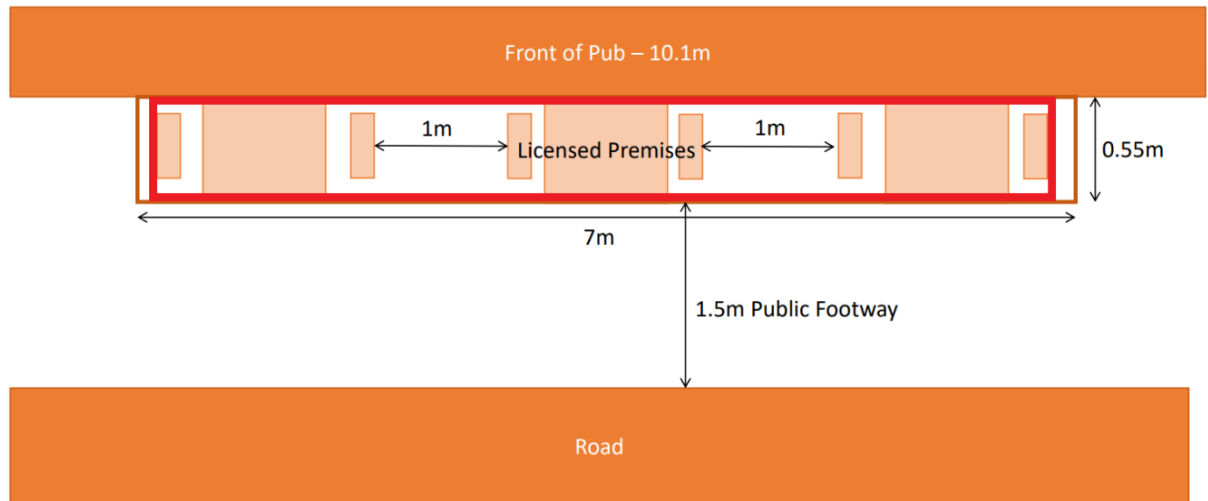 Front of Pub – 10.1m
1m
1m
Licensed Premises
0.55m
7m
1.5m Public Footway
Road